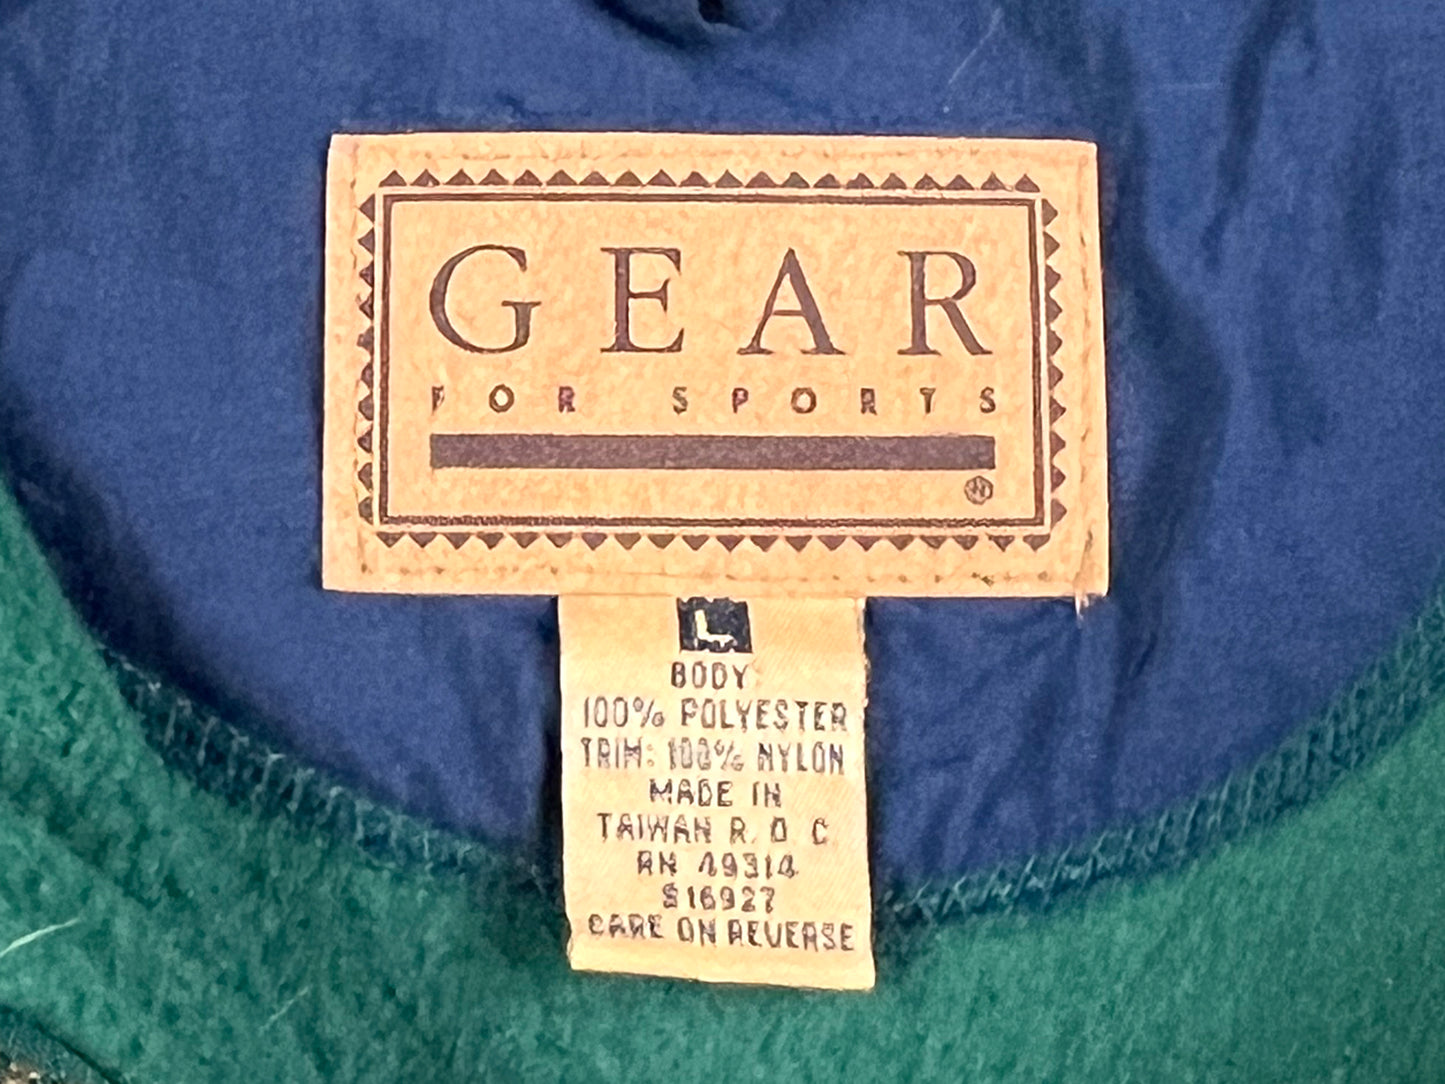 GEAR
FOR SPORTS
®
L
BODY
100% POLYESTER
TRIM: 100% NYLON
MADE IN
TAIWAN R.O.C
RN 49314
S16927
CARE ON REVERSE